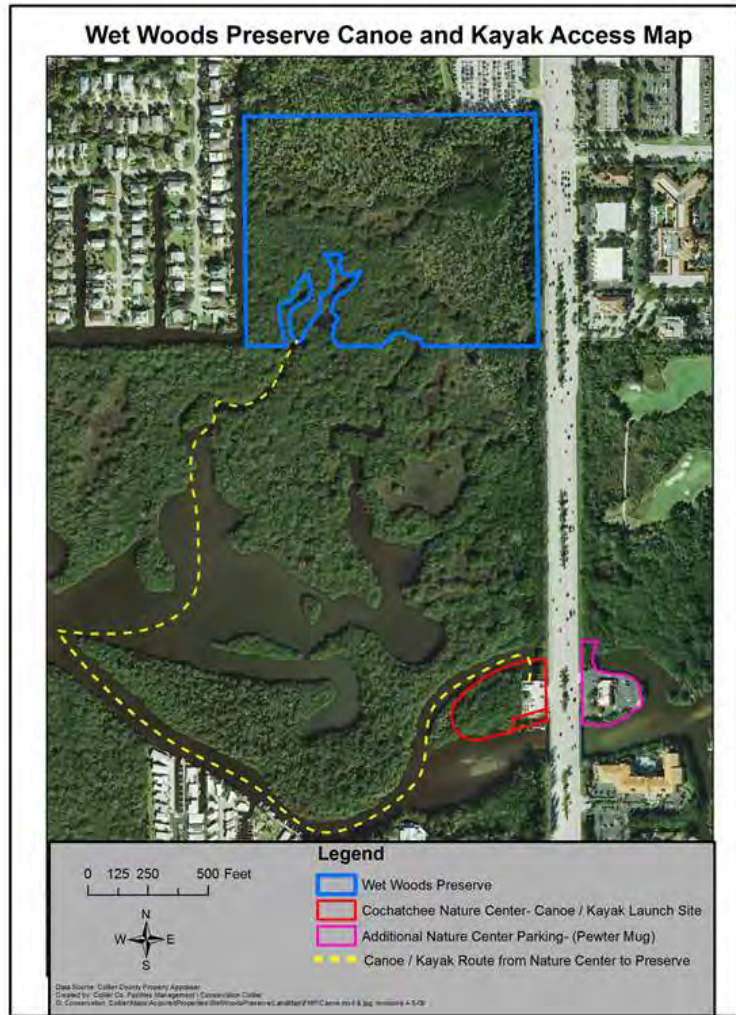 Wet Woods Preserve Canoe and Kayak Access Map
Legend
0 125 250 500 Feet
Wet Woods Preserve
Cochatchee Nature Center- Canoe / Kayak Launch Site
N
W E
S
Additional Nature Center Parking- (Pewter Mug)
Canoe / Kayak Route from Nature Center to Preserve
Data Source: Collier County Property Appraiser
Created by: Collier Co. Facilities Management / Conservation Collier